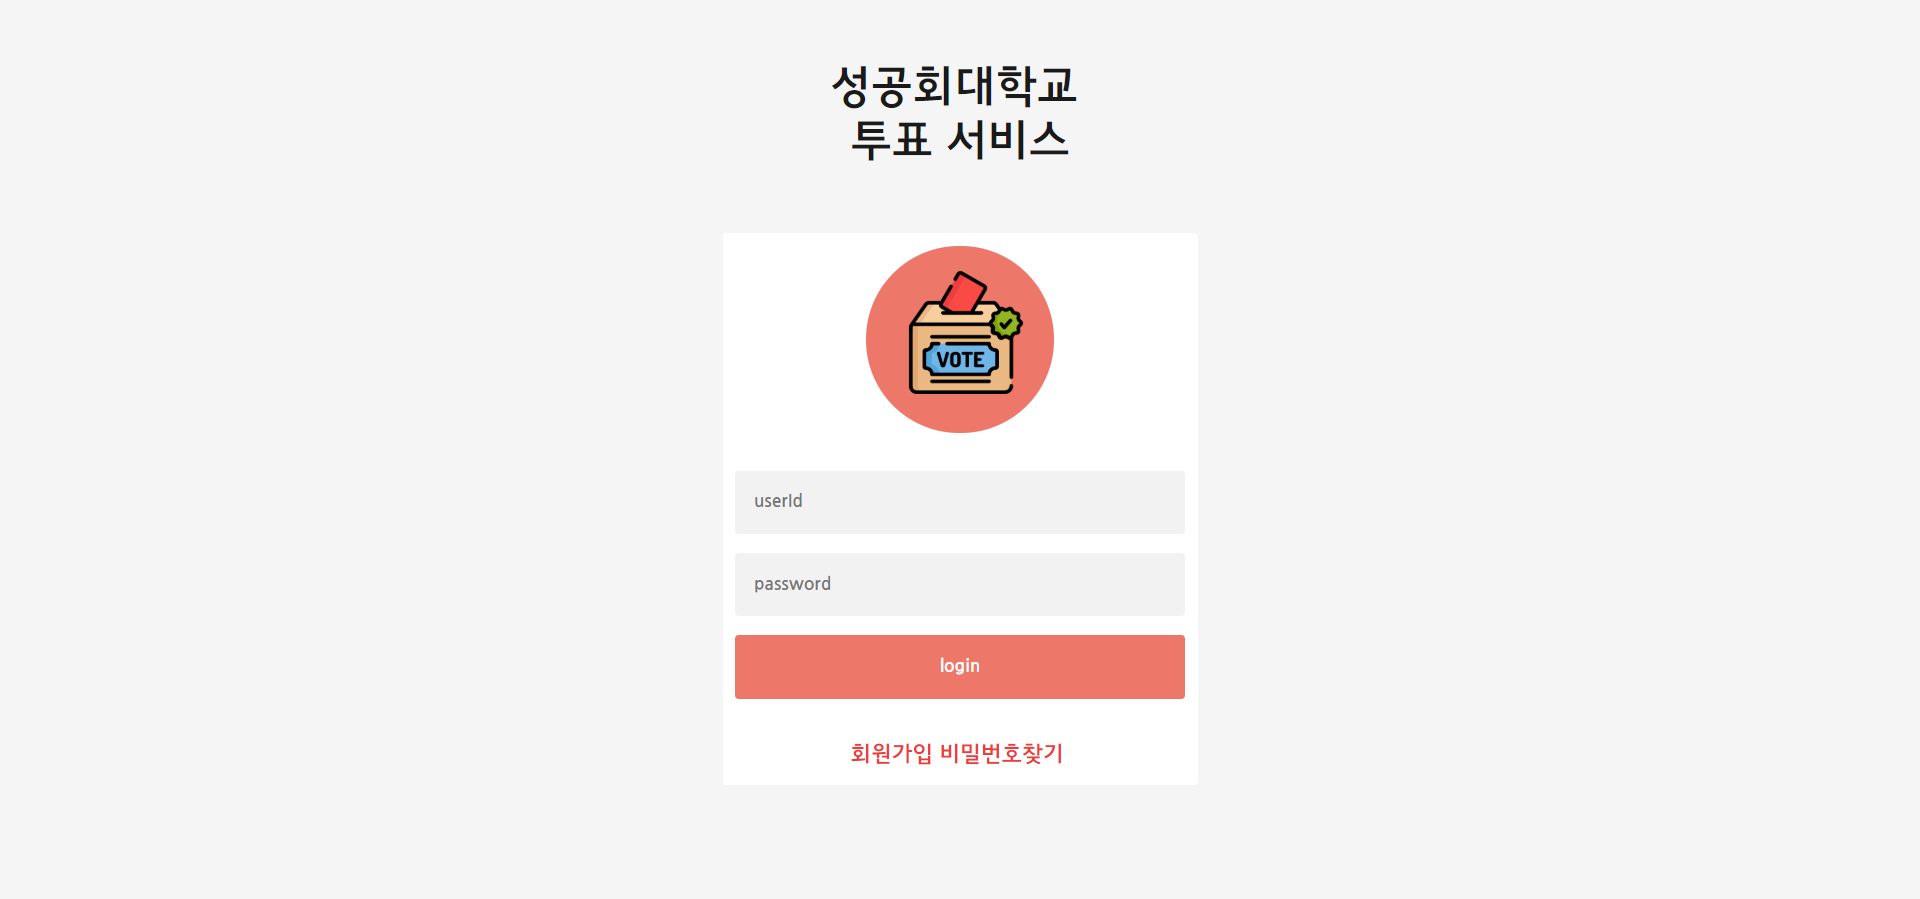 성공회대학교
투표 서비스
VOTE
userId
password
login
회원가입 비밀번호찾기